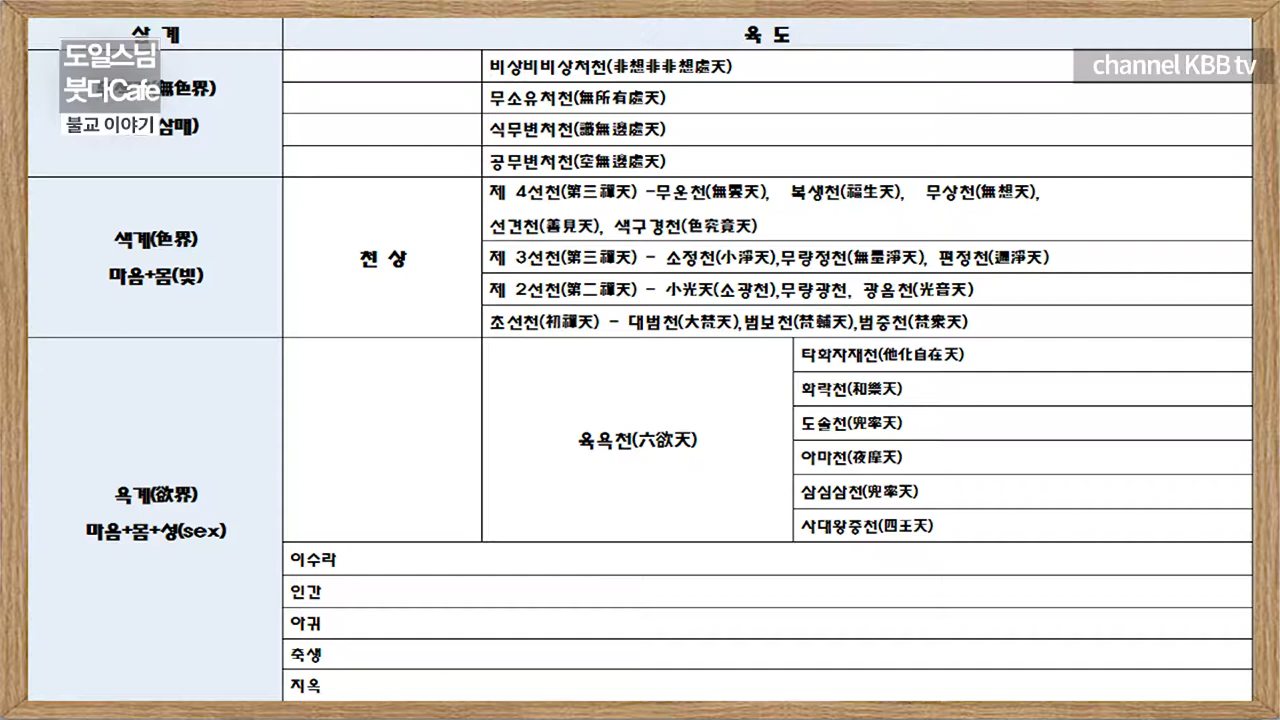 삼 계
육 도
도일스님
붓다Cafe
불교 이야기
無色界)
삼매)
channel KBB tv
비상비비상처천(非想非非想處天)
무소유처천(無所有處天)
식무변처천(識無邊處天)
공무변처천(空無邊處天)
색계(色界)
마음+몸(빛)
천 상
제 4선천(第三禪天) -무운천(無雲天), 복생천(福生天), 무상천(無想天),
선견천(善見天), 색구경천(色究竟天)
제 3선천(第三禪天) - 소정천(小淨天),무량정천(無量淨天), 편정천(遍淨天)
제 2선천(第二禪天) - 小光天(소광천),무량광천, 광음천(光音天)
초선천(初禪天) - 대범천(大梵天),범보천(梵輔天),범중천(梵衆天)
욕계(欲界)
마음+몸+성(sex)
육욕천(六欲天)
타화자재천(他化自在天)
화락천(和樂天)
도솔천(兜率天)
야마천(夜摩天)
삼십삼천(兜率天)
사대왕중천(四王天)
이수라
인간
아귀
축생
지옥